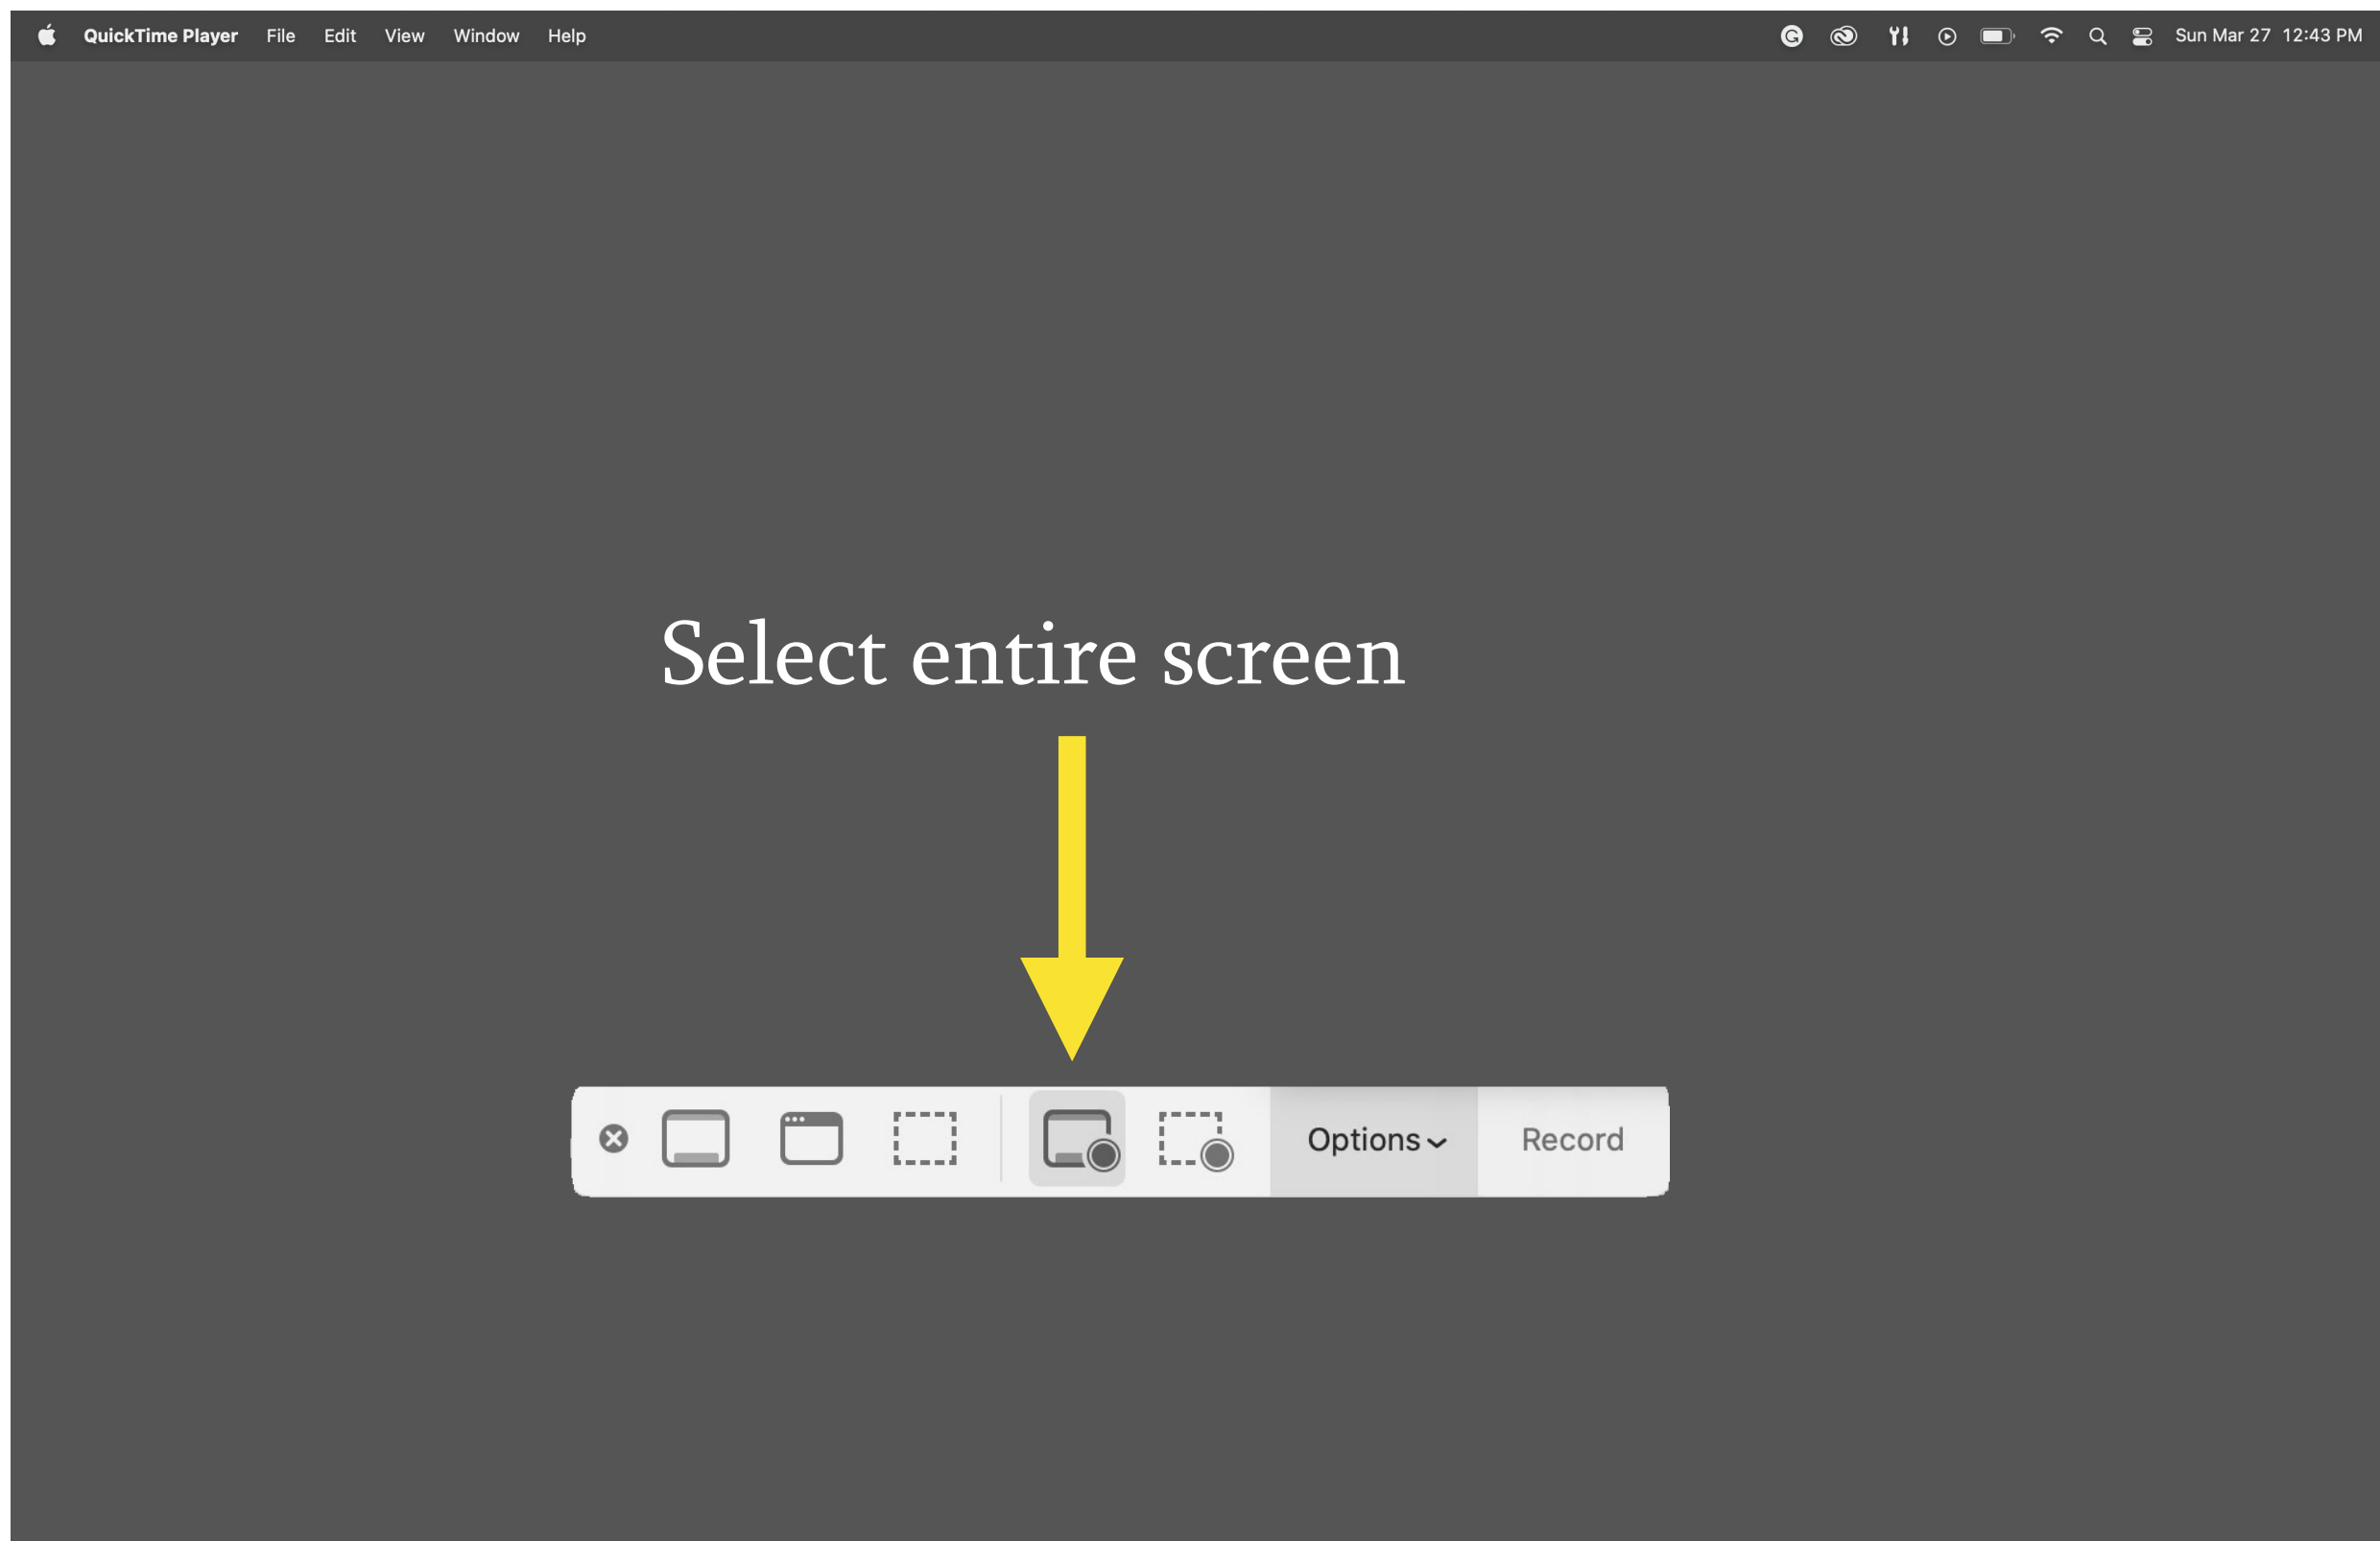 QuickTime Player File Edit View Window Help Sun Mar 27 12:43 PM
Select entire screen
Options Record